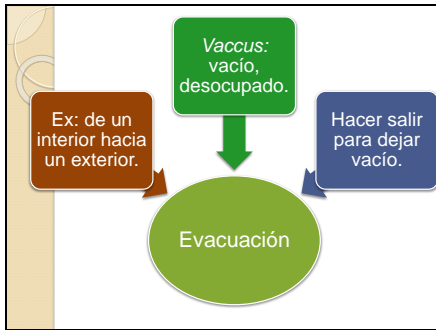 Vaccus:
vacío,
desocupado.
Ex: de un
interior hacia
un exterior.
Hacer salir
para dejar
vacío.
Evacuación